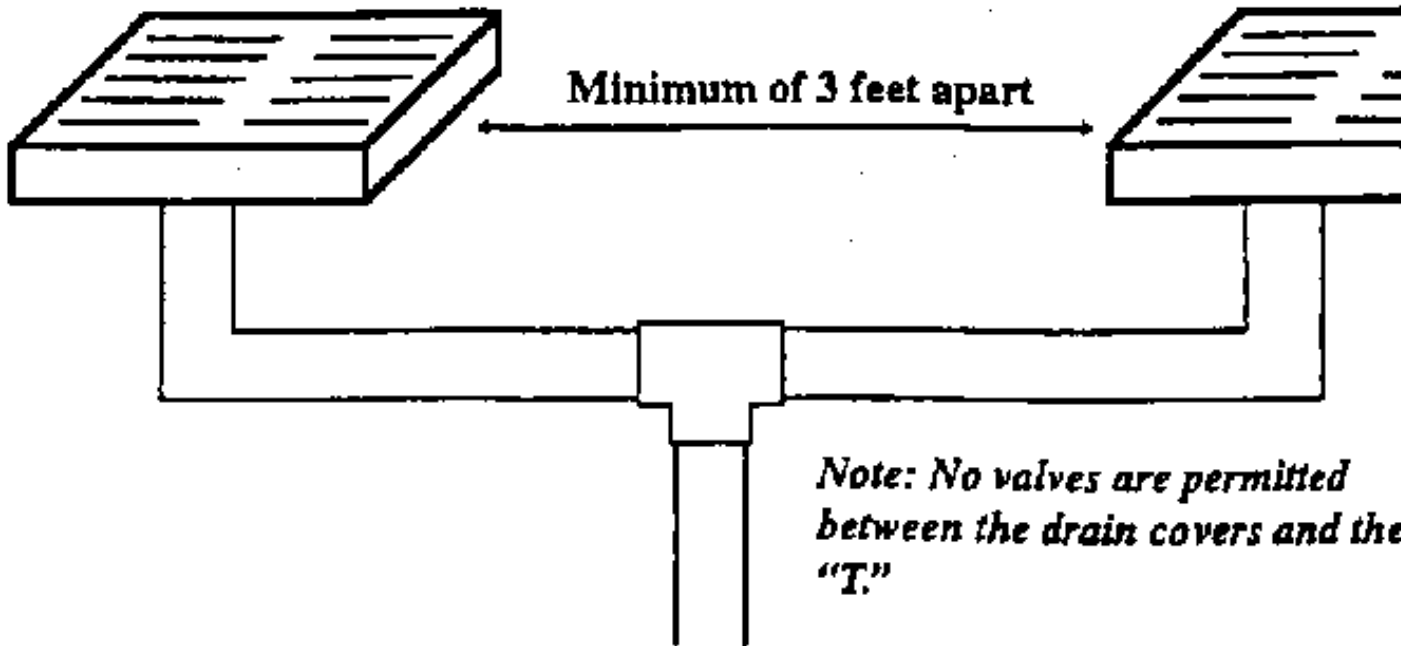 Minimum of 3 feet apart
Note: No valves are permitted
between the drain covers and the
“T.”